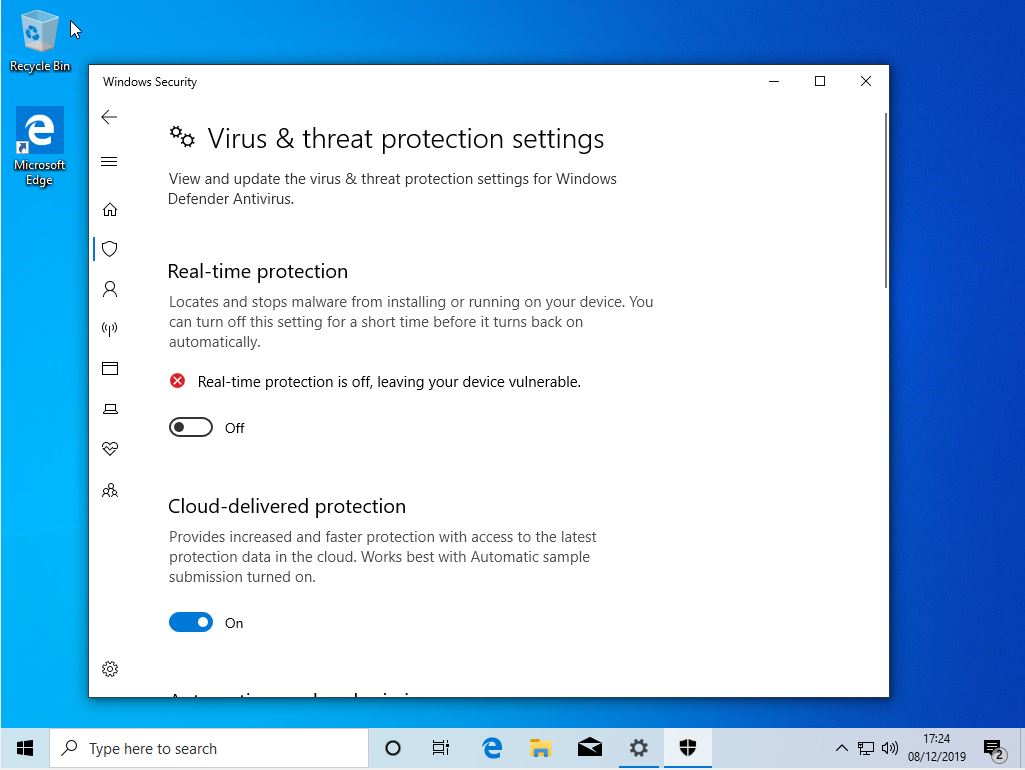 Recycle Bin
Microsoft
Edge
Windows Security
Virus & threat protection settings
View and update the virus & threat protection settings for Windows
Defender Antivirus.
Real-time protection
Locates and stops malware from installing or running on your device. You
can turn off this setting for a short time before it turns back on
automatically.
Real-time protection is off, leaving your device vulnerable.
Off
Cloud-delivered protection
Provides increased and faster protection with access to the latest
protection data in the cloud. Works best with Automatic sample
submission turned on.
On
Type here to search
17:24
08/12/2019
2